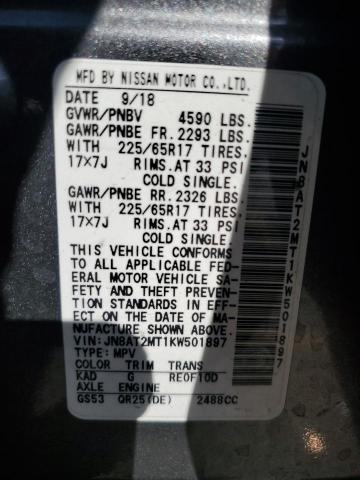 MFD BY NISSAN MOTOR CO.,LTD.
DATE 9/18
GVWR/PNBV 4590 LBS.
GAWR/PNBE FR. 2293 LBS.
WITH 225/65R17 TIRES,
17×7J RIMS.AT 33 PSI
COLD SINGLE.
GAWR/PNBE RR. 2326 LBS.
WITH 225/65R17 TIRES,
17×7J RIMS.AT 33 PSI
COLD SINGLE.
THIS VEHICLE CONFORMS
TO ALL APPLICABLE FED-
ERAL MOTOR VEHICLE SA-
FETY AND THEFT PREVEN-
TION STANDARDS IN EFF-
ECT ON THE DATE OF MA-
NUFACTURE SHOWN ABOVE.
VIN:JN8AT2MT1KW501897
TYPE:MPV
COLOR TRIM TRANS
KAD G RE0F10D
AXLE ENGINE
GS53 QR25(DE) 2488CC
JN8AT2MT1KW501897